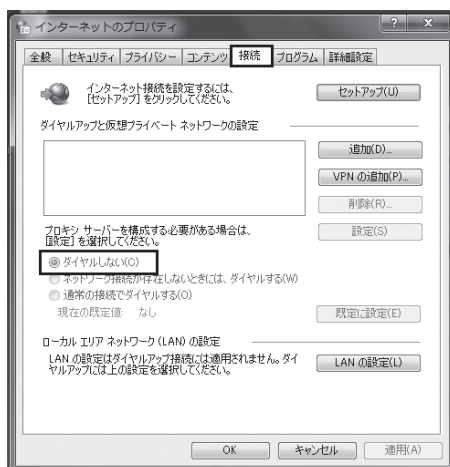 インターネットのプロパティ
全般 セキュリティ プライバシー コンテンツ 接続 プログラム 詳細設定
インターネット接続を設定するには、
[セットアップ] をクリックしてください。
セットアップ(U)
ダイヤルアップと仮想プライベート ネットワークの設定
追加(D)...
VPN の追加(P)...
削除(R)...
プロキシ サーバーを構成する必要がある場合は、
[設定] を選択してください。
設定(S)
ダイヤルしない(C)
ネットワーク接続が存在しないときには、ダイヤルする(W)
通常の接続でダイヤルする(O)
現在の既定値: なし
既定に設定(E)
ローカル エリア ネットワーク (LAN) の設定
LAN の設定はダイヤルアップ接続には適用されません。ダイ
ヤルアップには上の設定を選択してください。
LAN の設定(L)
OK キャンセル 適用(A)